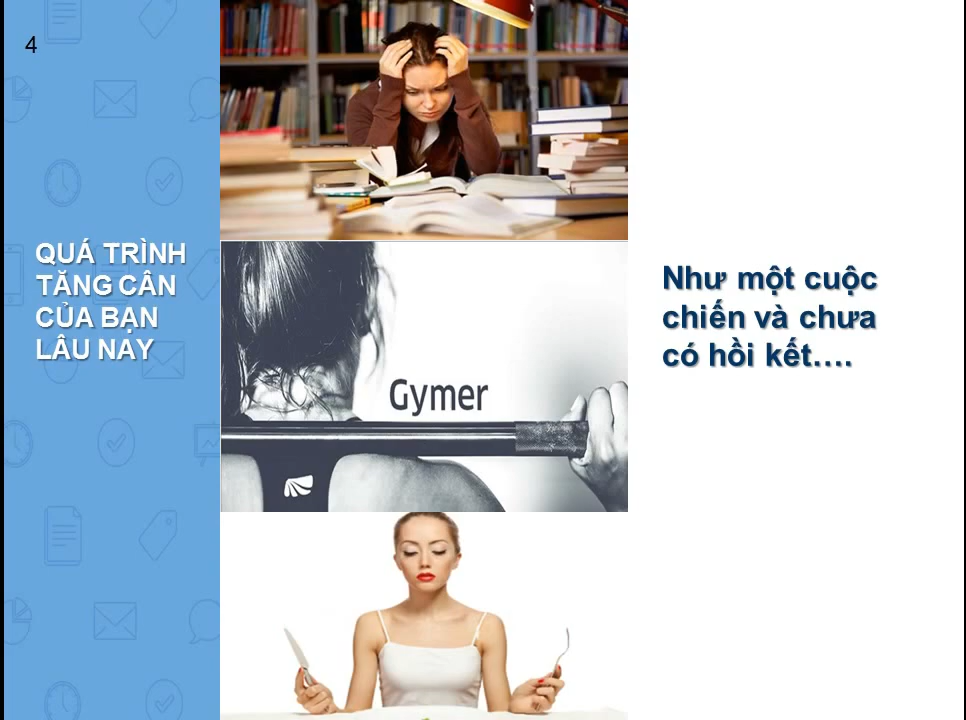 4
QUÁ TRÌNH
TĂNG CÂN
CỦA BẠN
LÂU NAY
Gymer
Như một cuộc
chiến và chưa
có hồi kết….